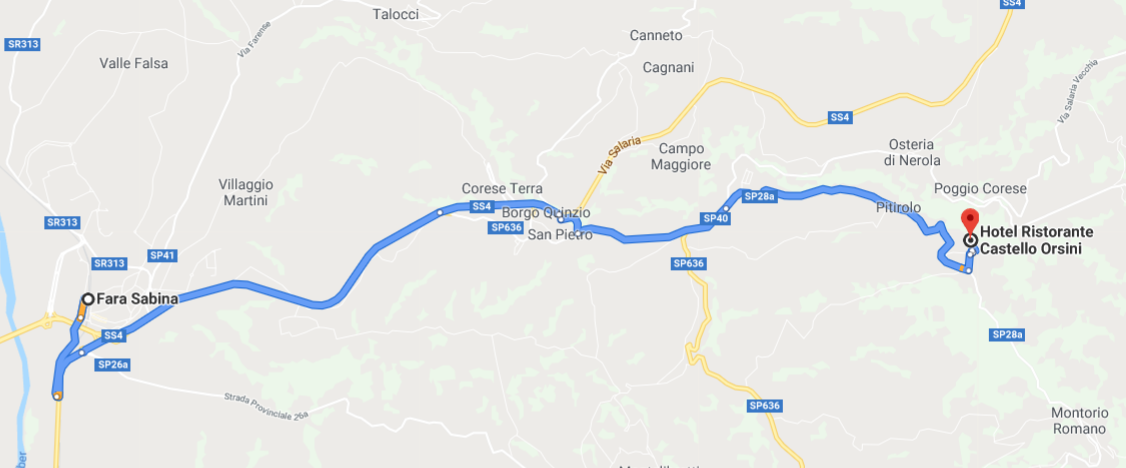 SS4
Talocci
Via Farense
Canneto
SR313
Valle Falsa
Cagnani
Via Salaria Vecchia
SS4
Via Salaria
Osteria
di Nerola
Campo
Maggiore
Villaggio
Martini
Corese Terra
Poggio Corese
SP28a
SS4
Borgo Quinzio
Pitirolo
SR313
SP636
SP40
San Pietro
Hotel Ristorante
Castello Orsini
SP41
SR313
SP636
Fara Sabina
SS4
SP28a
SP26a
Strada Provinciale 26a
SP636
Montorio
Romano